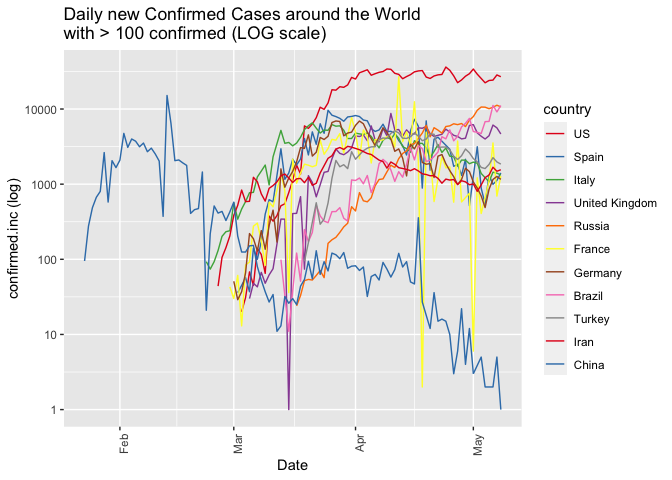 Daily new Confirmed Cases around the World
with > 100 confirmed (LOG scale)
confirmed.inc (log)
10000
1000
100
10
1
Feb
Mar
Apr
May
Date
country
US
Spain
Italy
United Kingdom
Russia
France
Germany
Brazil
Turkey
Iran
China